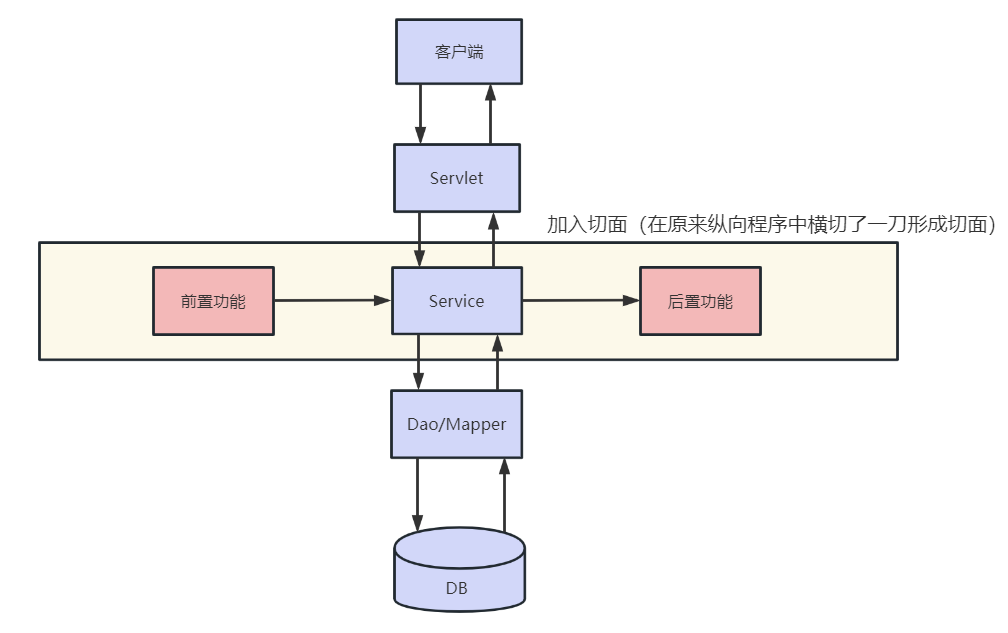 客户端
Servlet
加入切面（在原来纵向程序中横切了一刀形成切面）
前置功能
Service
后置功能
Dao/Mapper
DB